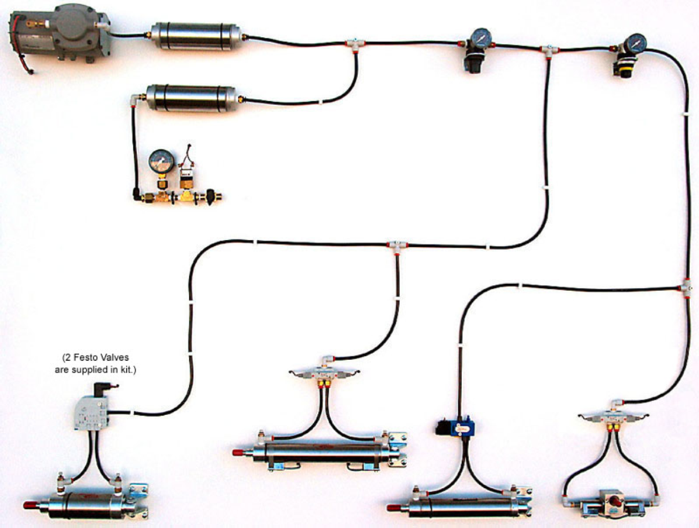 (2 Festo Valves
are supplied in kit.)